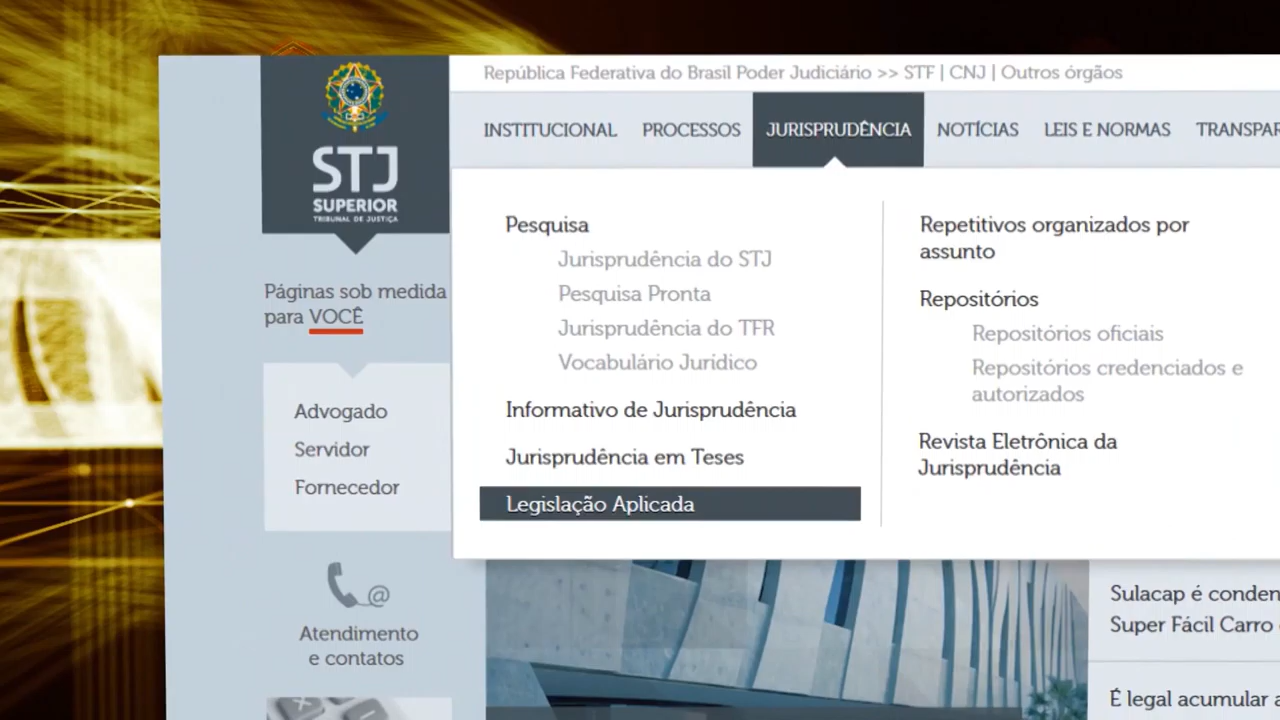 República Federativa do Brasil Poder Judiciário >> STF | CNJ | Outros órgãos
INSTITUCIONAL PROCESSOS JURISPRUDÊNCIA NOTÍCIAS LEIS E NORMAS
STJ
SUPERIOR
TRIBUNAL DE JUSTIÇA
Páginas sob medida
para VOCÊ
Advogado
Servidor
Fornecedor
@
Atendimento
e contatos
Pesquisa
Jurisprudência do STJ
Pesquisa Pronta
Jurisprudência do TFR
Vocabulário Jurídico
Informativo de Jurisprudência
Jurisprudência em Teses
Legislação Aplicada
Repetitivos organizados por
assunto
Repositórios
Repositórios oficiais
Repositórios credenciados e
autorizados
Revista Eletrônica da
Jurisprudência
Sulacap é
Super Fácil Carro
É legal acumular